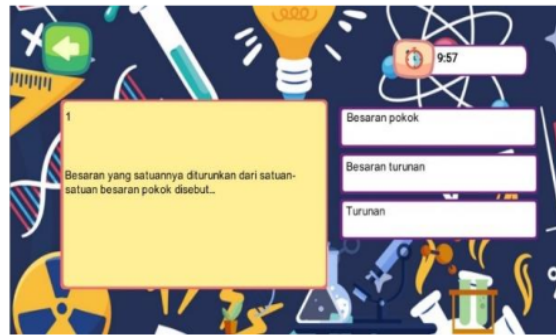 9:57
1
Besaran yang satuannya diturunkan dari satuan-
satuan besaran pokok disebut...
Besaran pokok
Besaran turunan
Turunan